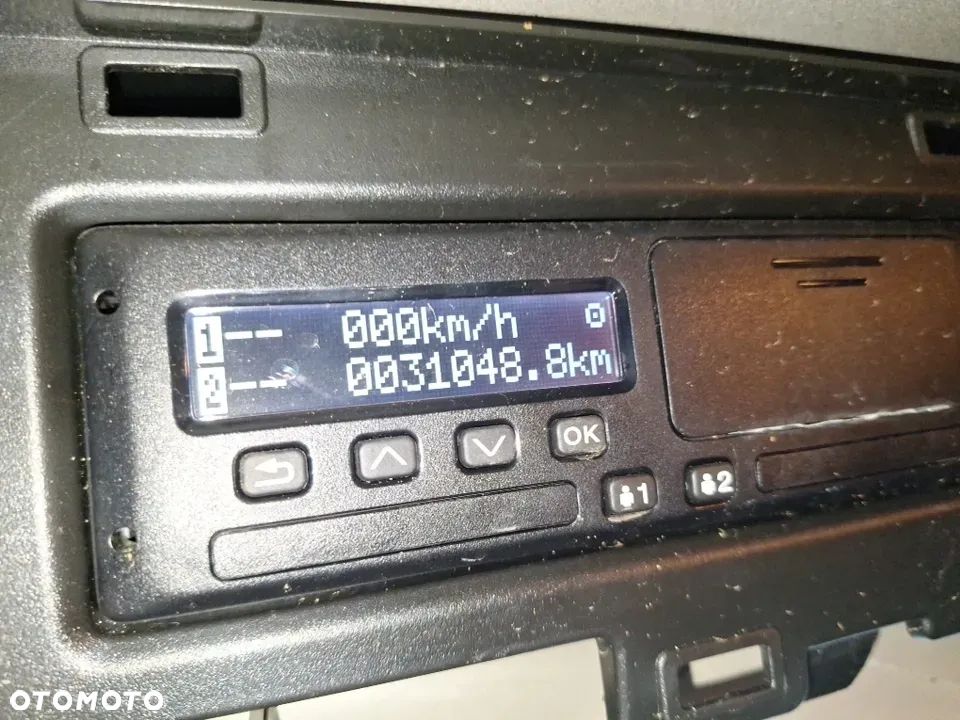 1-- 000km/h o
2-- 0031048.8km
OK
1 2
OTOMOTO